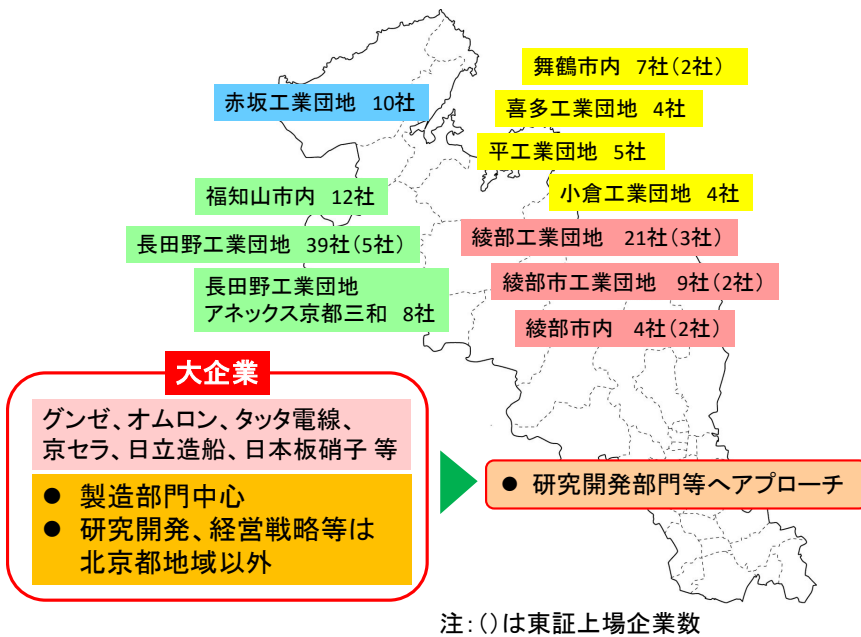 舞鶴市内 7社(2社)
赤坂工業団地 10社
喜多工業団地 4社
平工業団地 5社
福知山市内 12社
小倉工業団地 4社
長田野工業団地 39社(5社)
綾部工業団地 21社(3社)
長田野工業団地
アネックス京都三和 8社
綾部市工業団地 9社(2社)
綾部市内 4社(2社)
大企業
グンゼ、オムロン、タッタ電線、
京セラ、日立造船、日本板硝子 等
● 製造部門中心
● 研究開発、経営戦略等は
北京都地域以外
● 研究開発部門等へアプローチ
注:()は東証上場企業数